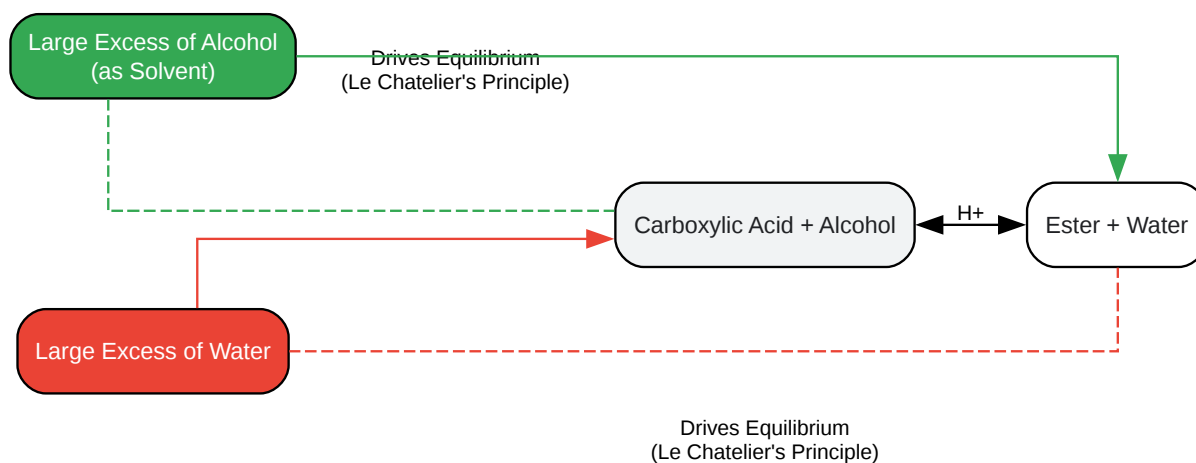 Large Excess of Alcohol
(as Solvent)
Drives Equilibrium
(Le Chatelier's Principle)
Carboxylic Acid + Alcohol
H+
Ester + Water
Large Excess of Water
Drives Equilibrium
(Le Chatelier's Principle)